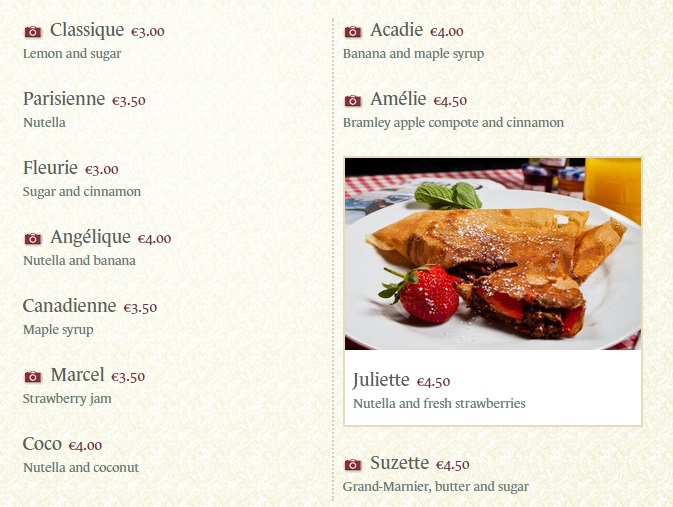 Classique €3.00
Lemon and sugar
Parisienne €3.50
Nutella
Fleurie €3.00
Sugar and cinnamon
Angélique €4.00
Nutella and banana
Canadienne €3.50
Maple syrup
Marcel €3.50
Strawberry jam
Coco €4.00
Nutella and coconut
Acadie €4.00
Banana and maple syrup
Amélie €4.50
Bramley apple compote and cinnamon
Juliette €4.50
Nutella and fresh strawberries
Suzette €4.50
Grand-Marnier, butter and sugar